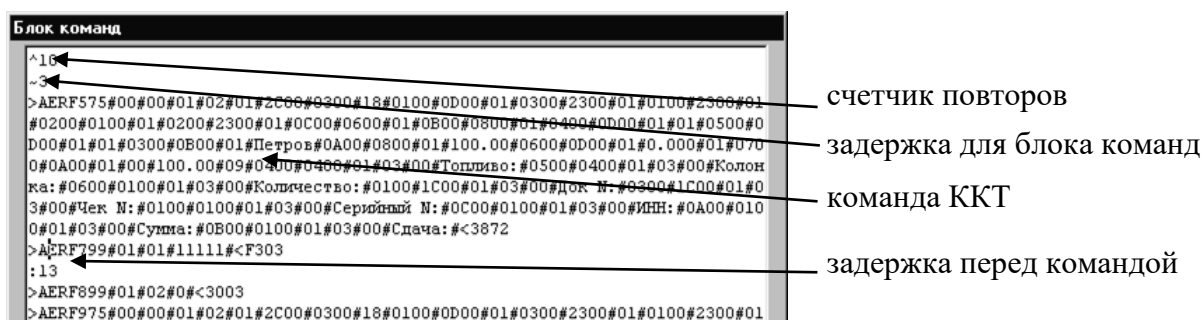 Блок команд
^10
~3
>AERF575#00#00#01#02#01#2C00#0300#18#0100#0D00#01#0300#2300#01#0100#2300#01
#0200#0100#01#0200#2300#01#0C00#0600#01#0B00#0800#01#0400#0D00#01#01#0500#0
D00#01#01#0300#0B00#01#Петров#0A00#0800#01#100.00#0600#0D00#01#0.000#01#070
0#0A00#01#00#100.00#09#0400#0400#01#03#00#Топливо:#0500#0400#01#03#00#Колон
ка:#0600#0100#01#03#00#Количество:#0100#1C00#01#03#00#Док N:#0300#1C00#01#0
3#00#Чек N:#0100#0100#01#03#00#Серийный N:#0C00#0100#01#03#00#ИНН:#0A00#010
0#01#03#00#Сумма:#0B00#0100#01#03#00#Сдача:#<3872
>AERF799#01#01#11111#<F303
:13
>AERF899#01#02#0#<3003
>AERF975#00#00#01#02#01#2C00#0300#18#0100#0D00#01#0300#2300#01#0100#2300#01
счетчик повторов
задержка для блока команд
команда ККТ
задержка перед командой